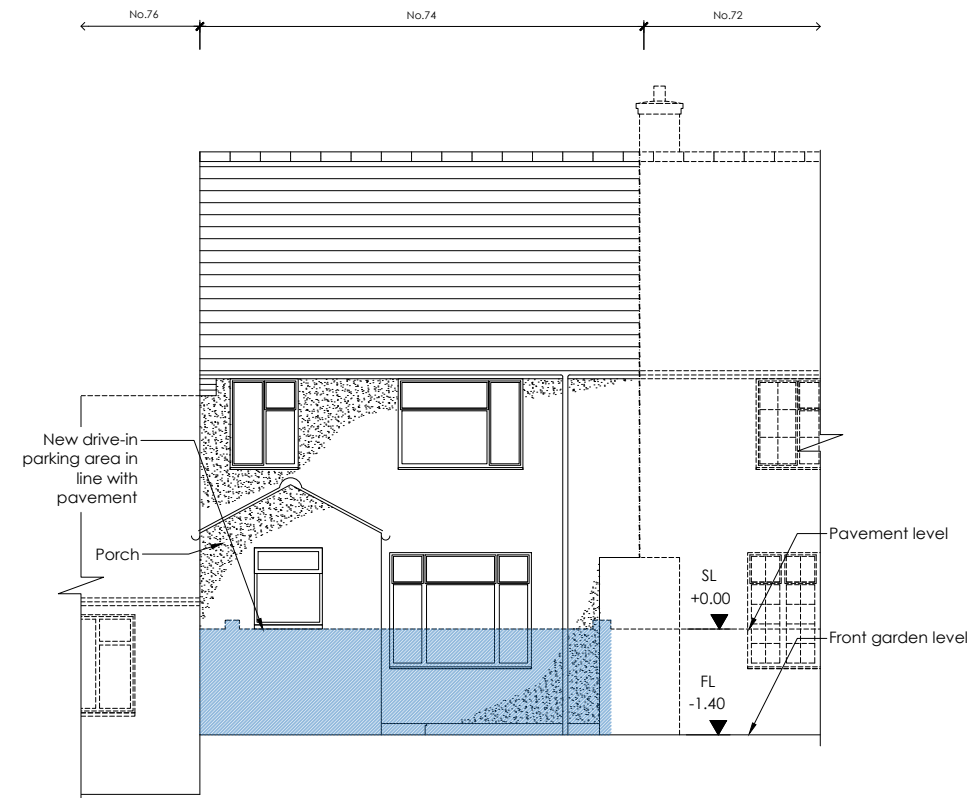 No.76
No.74
No.72
New drive-in
parking area in
line with
pavement
Porch
Pavement level
SL
+0.00
Front garden level
FL
-1.40